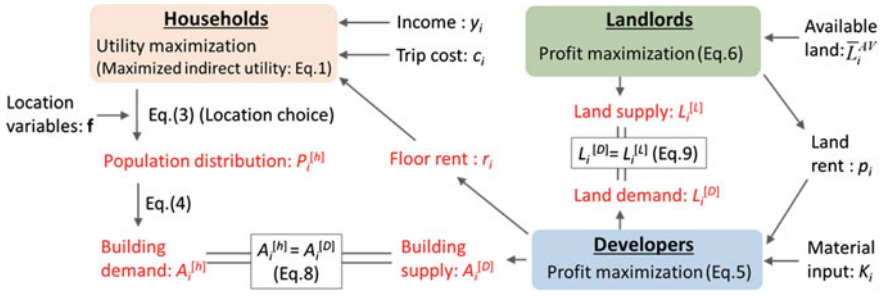 Households
Utility maximization
(Maximized indirect utility: Eq.1)
Income : yᵢ
Trip cost: cᵢ
Landlords
Profit maximization (Eq.6)
Available
land: L̅ᵢᴬⱽ
Location
variables: f
Eq.(3) (Location choice)
Population distribution: Pᵢ[h]
Floor rent : rᵢ
Land supply: Lᵢ[L]
Lᵢ[D]= Lᵢ[L] (Eq.9)
Land demand: Lᵢ[D]
Land
rent : pᵢ
Eq.(4)
Building
demand: Aᵢ[h]
Aᵢ[h] = Aᵢ[D]
(Eq.8)
Building
supply: Aᵢ[D]
Developers
Profit maximization (Eq.5)
Material
input: Kᵢ